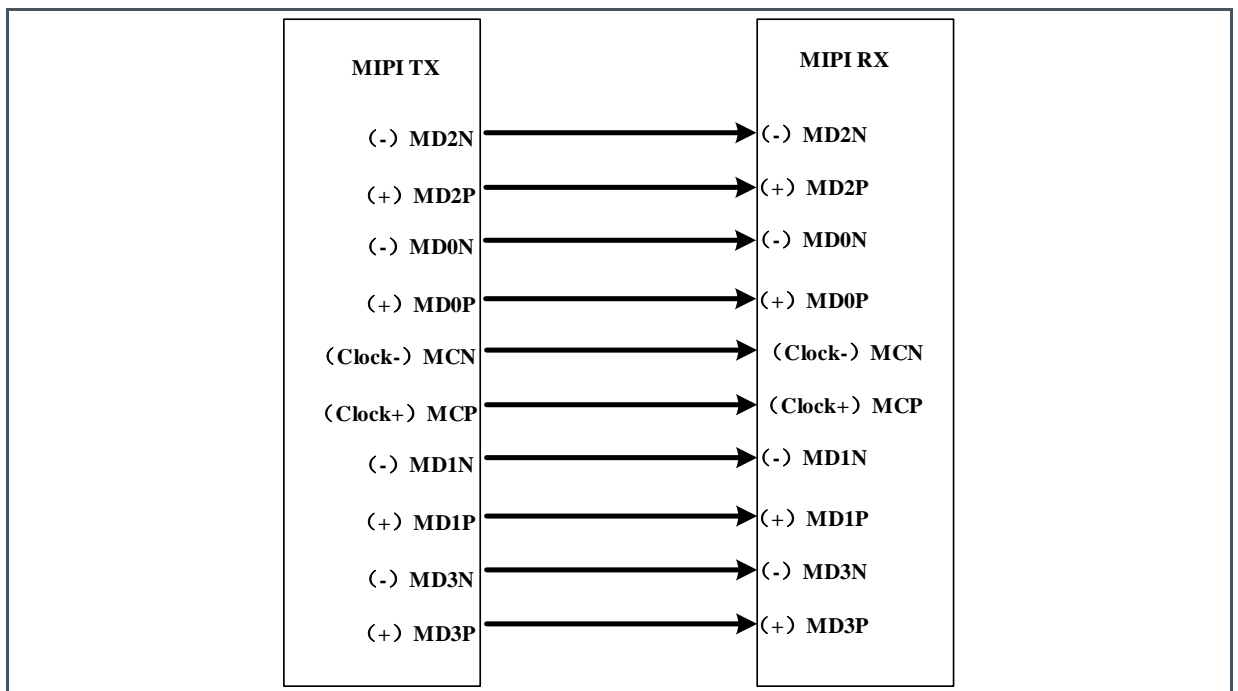 MIPI TX
MIPI RX
(-) MD2N
(-) MD2N
(+) MD2P
(+) MD2P
(-) MD0N
(-) MD0N
(+) MD0P
(+) MD0P
(Clock-) MCN
(Clock-) MCN
(Clock+) MCP
(Clock+) MCP
(-) MD1N
(-) MD1N
(+) MD1P
(+) MD1P
(-) MD3N
(-) MD3N
(+) MD3P
(+) MD3P